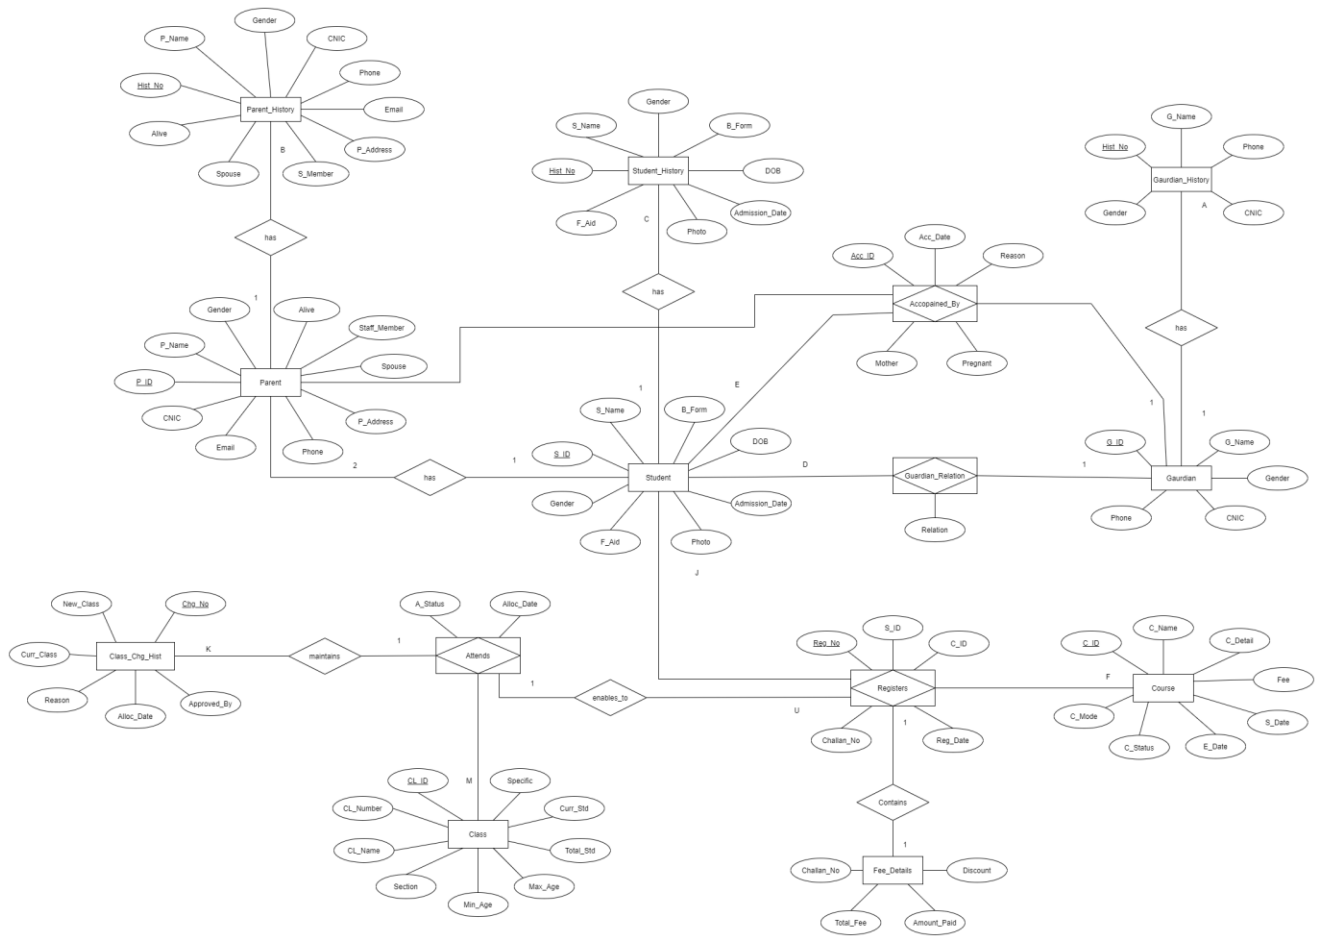 Gender
P_Name
CNIC
Hist_No
Phone
Parent_History
Email
Alive
P_Address
B
Spouse
S_Member
has
1
Gender
S_Name
B_Form
Hist_No
Student_History
DOB
F_Aid
C
Photo
Admission_Date
has
1
G_Name
Hist_No
Phone
Gaurdian_History
Gender
A
CNIC
has
1
Acc_Date
Acc_ID
Reason
Accopained_By
Mother
Pregnant
E
1
Gender
Alive
P_Name
Staff_Member
P_ID
Parent
Spouse
CNIC
P_Address
Email
Phone
2
has
1
S_Name
B_Form
S_ID
DOB
Student
Gender
Admission_Date
F_Aid
Photo
D
Guardian_Relation
Relation
1
G_ID
G_Name
Gaurdian
Gender
Phone
CNIC
J
New_Class
Chg_No
Curr_Class
Class_Chg_Hist
Reason
Alloc_Date
Approved_By
K
maintains
1
A_Status
Alloc_Date
Attends
1
enables_to
U
M
S_ID
Reg_No
C_ID
Registers
Challan_No
Reg_Date
1
F
C_Name
C_ID
C_Detail
Course
Fee
C_Mode
S_Date
C_Status
E_Date
CL_ID
Specific
CL_Number
Curr_Std
Class
CL_Name
Total_Std
Section
Max_Age
Min_Age
Contains
1
Challan_No
Fee_Details
Discount
Total_Fee
Amount_Paid